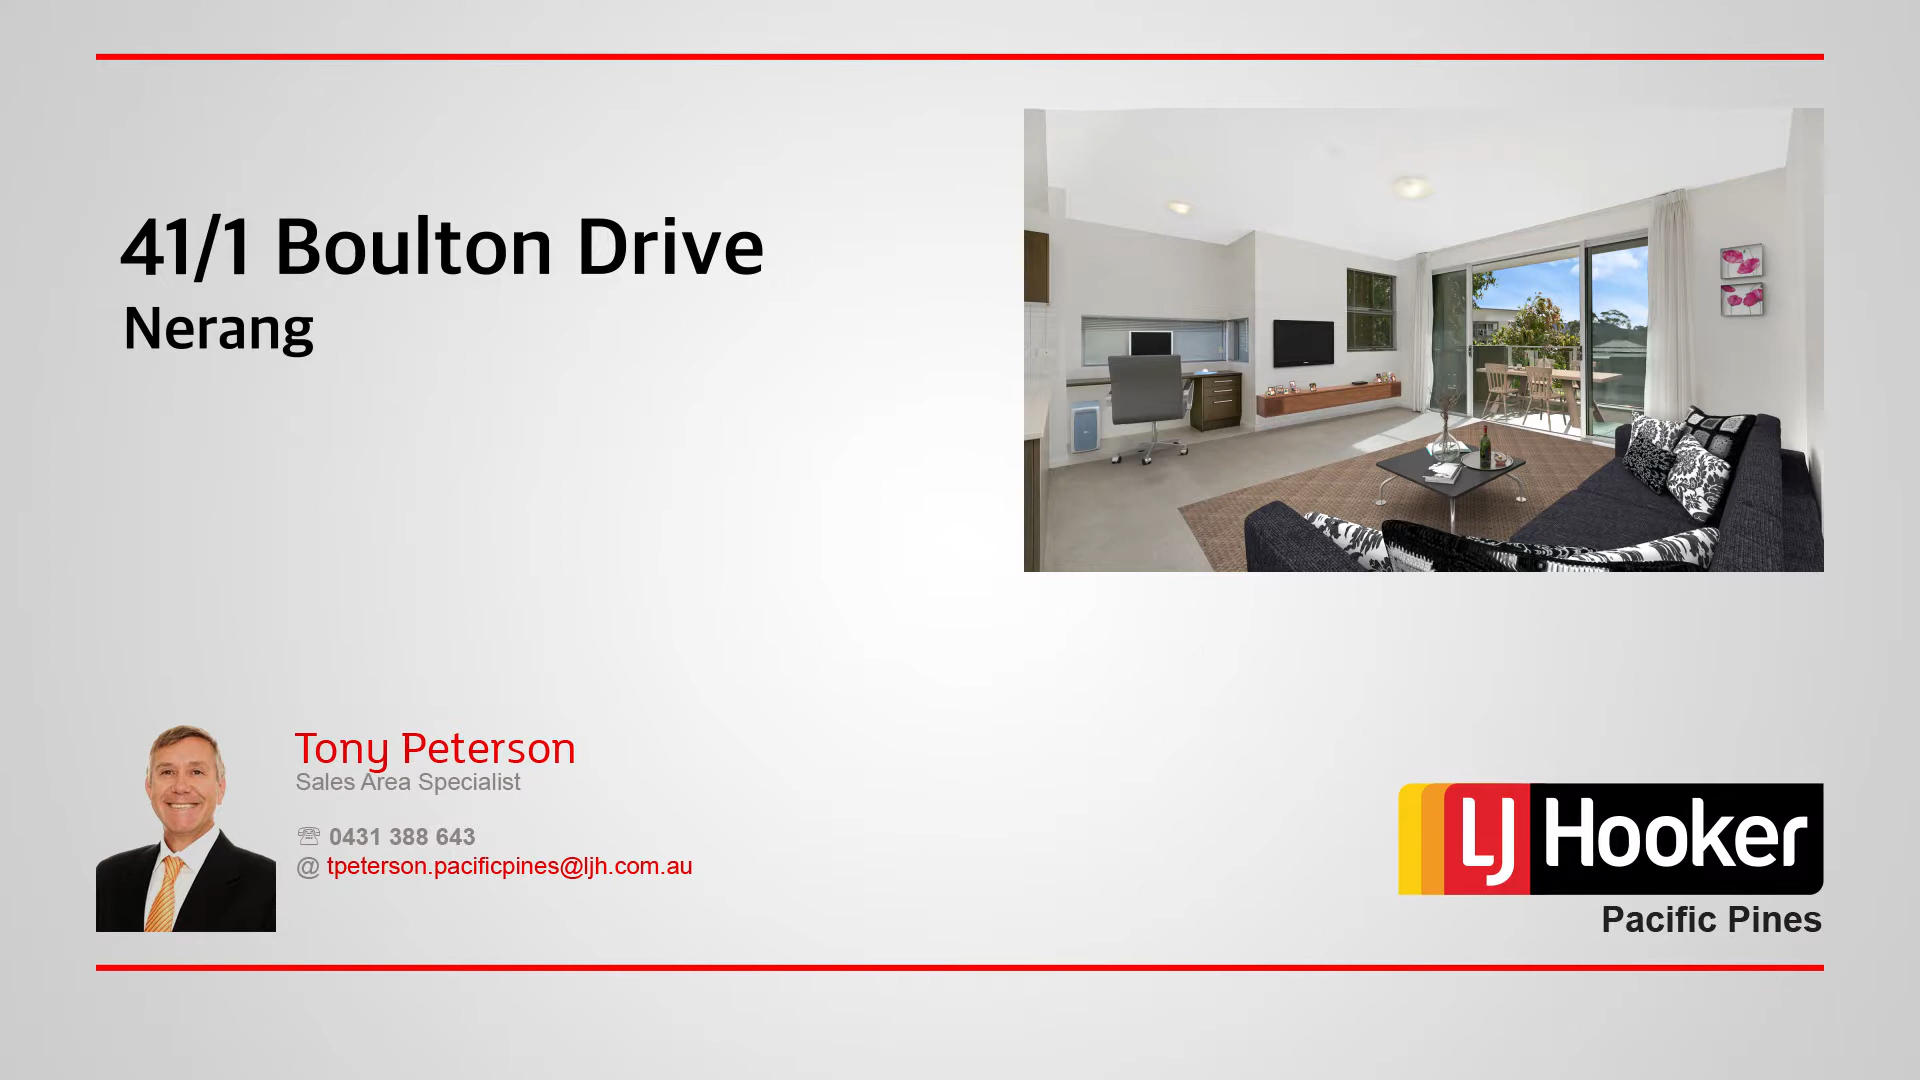 41/1 Boulton Drive
Nerang
Tony Peterson
Sales Area Specialist
☏ 0431 388 643
@ tpeterson.pacificpines@ljh.com.au
LJ Hooker
Pacific Pines